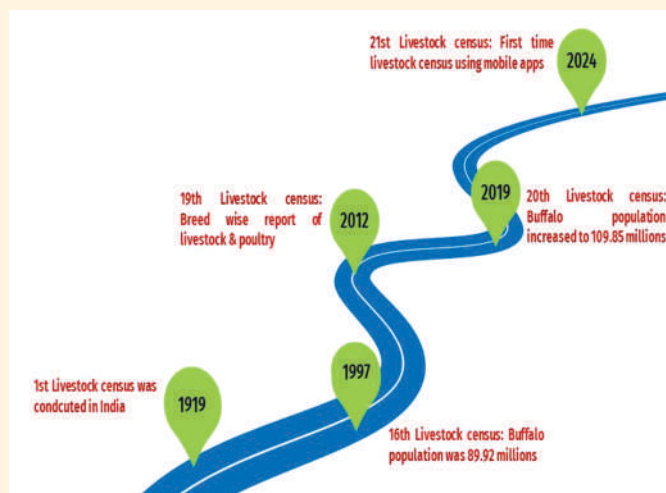 21st Livestock census: First time
livestock census using mobile apps
2024
19th Livestock census:
Breed wise report of
livestock & poultry
2012
2019
20th Livestock census:
Buffalo population
increased to 109.85 millions
1st Livestock census was
condcuted in India
1919
1997
16th Livestock census: Buffalo
population was 89.92 millions